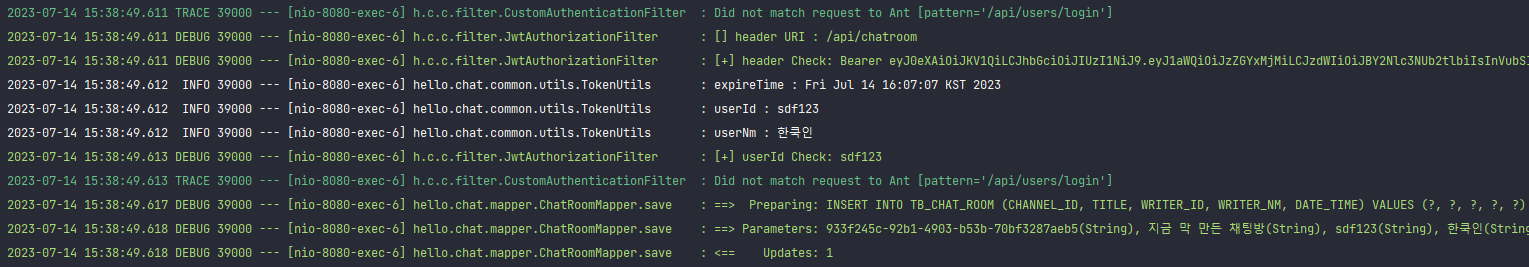 2023-07-14 15:38:49.611 TRACE 39000 --- [nio-8080-exec-6] h.c.c.filter.CustomAuthenticationFilter  : Did not match request to Ant [pattern='/api/users/login']
2023-07-14 15:38:49.611 DEBUG 39000 --- [nio-8080-exec-6] h.c.c.filter.JwtAuthorizationFilter      : [] header URI : /api/chatroom
2023-07-14 15:38:49.611 DEBUG 39000 --- [nio-8080-exec-6] h.c.c.filter.JwtAuthorizationFilter      : [+] header Check: Bearer eyJ0eXAiOiJKV1QiLCJhbGciOiJIUzI1NiJ9.eyJ1aWQiOiJzZGYxMjMiLCJzdWIiOiJBY2Nlc3NUb2tlbiIsInVubSI
2023-07-14 15:38:49.612  INFO 39000 --- [nio-8080-exec-6] hello.chat.common.utils.TokenUtils       : expireTime : Fri Jul 14 16:07:07 KST 2023
2023-07-14 15:38:49.612  INFO 39000 --- [nio-8080-exec-6] hello.chat.common.utils.TokenUtils       : userId : sdf123
2023-07-14 15:38:49.612  INFO 39000 --- [nio-8080-exec-6] hello.chat.common.utils.TokenUtils       : userNm : 한쿡인
2023-07-14 15:38:49.613 DEBUG 39000 --- [nio-8080-exec-6] h.c.c.filter.JwtAuthorizationFilter      : [+] userId Check: sdf123
2023-07-14 15:38:49.613 TRACE 39000 --- [nio-8080-exec-6] h.c.c.filter.CustomAuthenticationFilter  : Did not match request to Ant [pattern='/api/users/login']
2023-07-14 15:38:49.617 DEBUG 39000 --- [nio-8080-exec-6] hello.chat.mapper.ChatRoomMapper.save    : ==>  Preparing: INSERT INTO TB_CHAT_ROOM (CHANNEL_ID, TITLE, WRITER_ID, WRITER_NM, DATE_TIME) VALUES (?, ?, ?, ?, ?)
2023-07-14 15:38:49.618 DEBUG 39000 --- [nio-8080-exec-6] hello.chat.mapper.ChatRoomMapper.save    : ==> Parameters: 933f245c-92b1-4903-b53b-70bf3287aeb5(String), 지금 막 만든 채팅방(String), sdf123(String), 한쿡인(String
2023-07-14 15:38:49.618 DEBUG 39000 --- [nio-8080-exec-6] hello.chat.mapper.ChatRoomMapper.save    : <==    Updates: 1